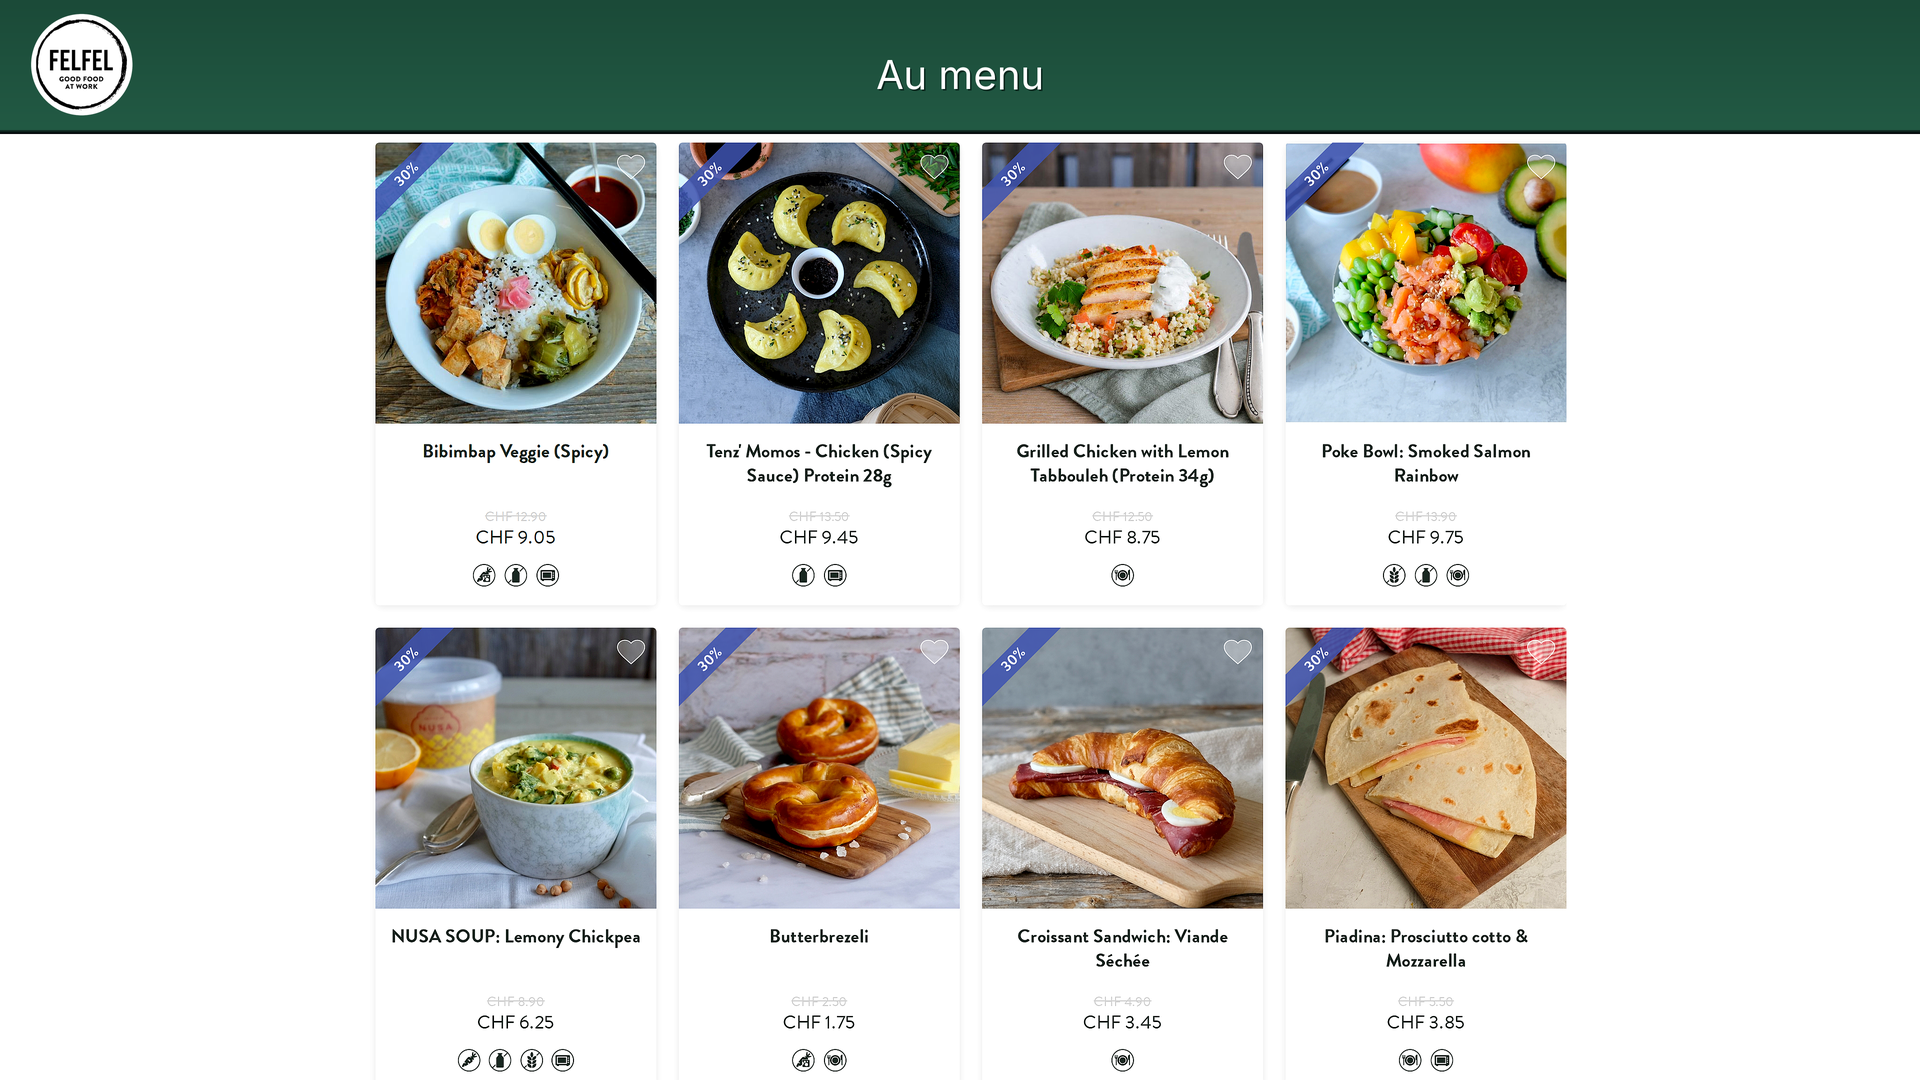 FELFEL
GOOD FOOD
AT WORK
Au menu
30%
30%
30%
30%
Bibimbap Veggie (Spicy)
CHF 12.90
CHF 9.05
Tenz' Momos - Chicken (Spicy
Sauce) Protein 28g
CHF 13.50
CHF 9.45
Grilled Chicken with Lemon
Tabbouleh (Protein 34g)
CHF 12.50
CHF 8.75
Poke Bowl: Smoked Salmon
Rainbow
CHF 13.90
CHF 9.75
30%
NUSA
30%
30%
30%
NUSA SOUP: Lemony Chickpea
CHF 8.90
CHF 6.25
Butterbrezeli
CHF 2.50
CHF 1.75
Croissant Sandwich: Viande
Séchée
CHF 4.90
CHF 3.45
Piadina: Prosciutto cotto &
Mozzarella
CHF 5.50
CHF 3.85